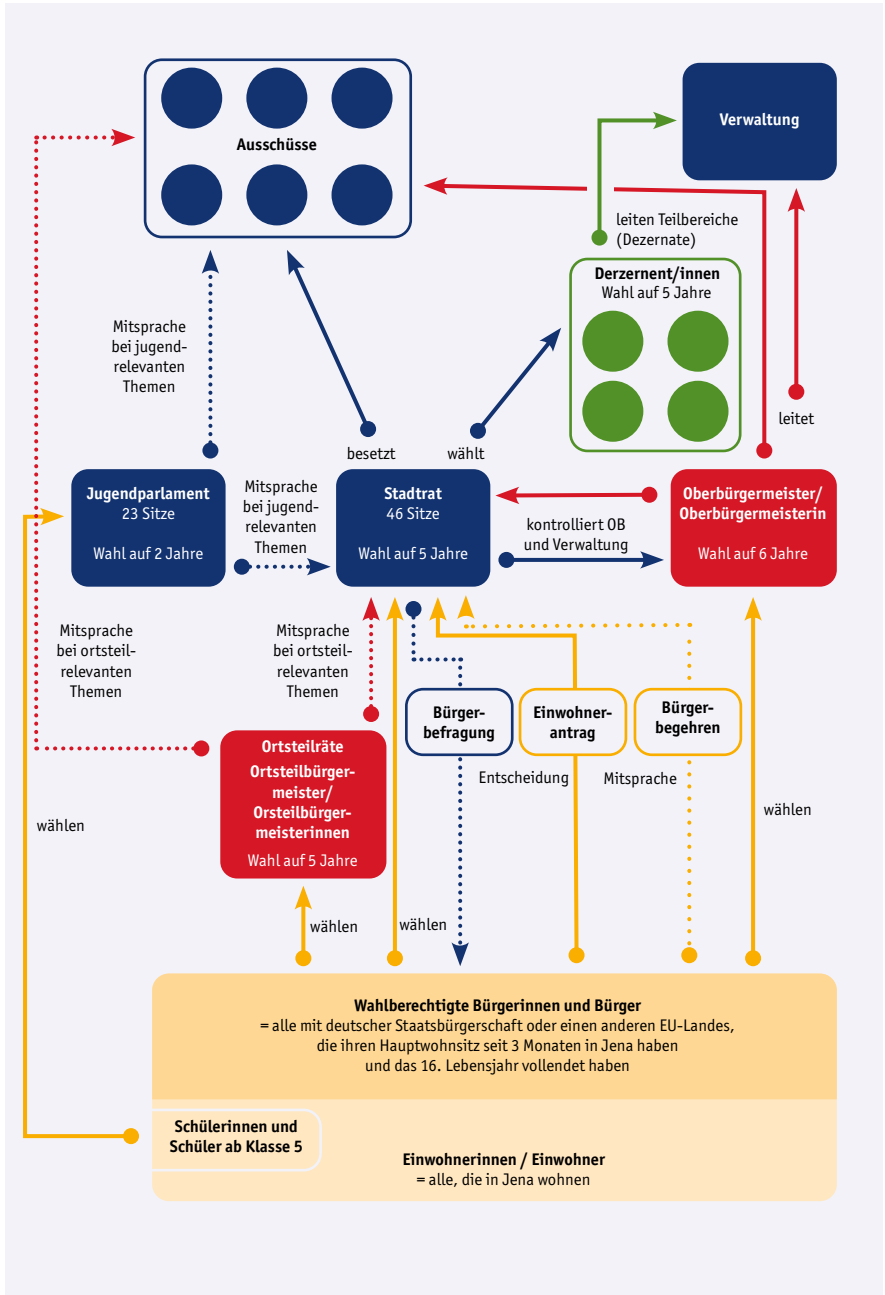 Ausschüsse
Verwaltung
leiten Teilbereiche
(Dezernate)
Derzernent/innen
Wahl auf 5 Jahre
Mitsprache
bei jugend-
relevanten
Themen
leitet
besetzt
wählt
Jugendparlament
23 Sitze
Wahl auf 2 Jahre
Mitsprache
bei jugend-
relevanten
Themen
Stadtrat
46 Sitze
Wahl auf 5 Jahre
kontrolliert OB
und Verwaltung
Oberbürgermeister/
Oberbürgermeisterin
Wahl auf 6 Jahre
Mitsprache
bei ortsteil-
relevanten
Themen
Mitsprache
bei ortsteil-
relevanten
Themen
Bürger-
befragung
Einwohner-
antrag
Bürger-
begehren
Ortsteilräte
Ortsteilbürger-
meister/
Orsteilbürger-
meisterinnen
Wahl auf 5 Jahre
Entscheidung
Mitsprache
wählen
wählen
wählen
wählen
Wahlberechtigte Bürgerinnen und Bürger
= alle mit deutscher Staatsbürgerschaft oder einen anderen EU-Landes,
die ihren Hauptwohnsitz seit 3 Monaten in Jena haben
und das 16. Lebensjahr vollendet haben
Schülerinnen und
Schüler ab Klasse 5
Einwohnerinnen / Einwohner
= alle, die in Jena wohnen